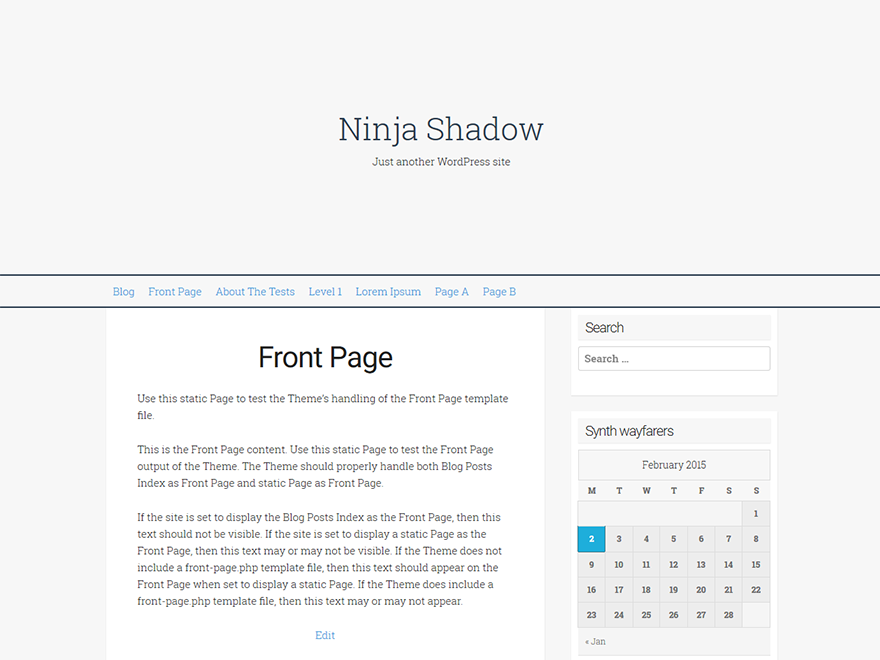 Ninja Shadow
Just another WordPress site
Blog Front Page About The Tests Level 1 Lorem Ipsum Page A Page B
Front Page
Use this static Page to test the Theme's handling of the Front Page template
file.
This is the Front Page content. Use this static Page to test the Front Page
output of the Theme. The Theme should properly handle both Blog Posts
Index as Front Page and static Page as Front Page.
If the site is set to display the Blog Posts Index as the Front Page, then this
text should not be visible. If the site is set to display a static Page as the
Front Page, then this text may or may not be visible. If the Theme does not
include a front-page.php template file, then this text should appear on the
Front Page when set to display a static Page. If the Theme does include a
front-page.php template file, then this text may or may not appear.
Edit
Search
Search ...
Synth wayfarers
February 2015
M T W T F S S
1
2 3 4 5 6 7 8
9 10 11 12 13 14 15
16 17 18 19 20 21 22
23 24 25 26 27 28
« Jan